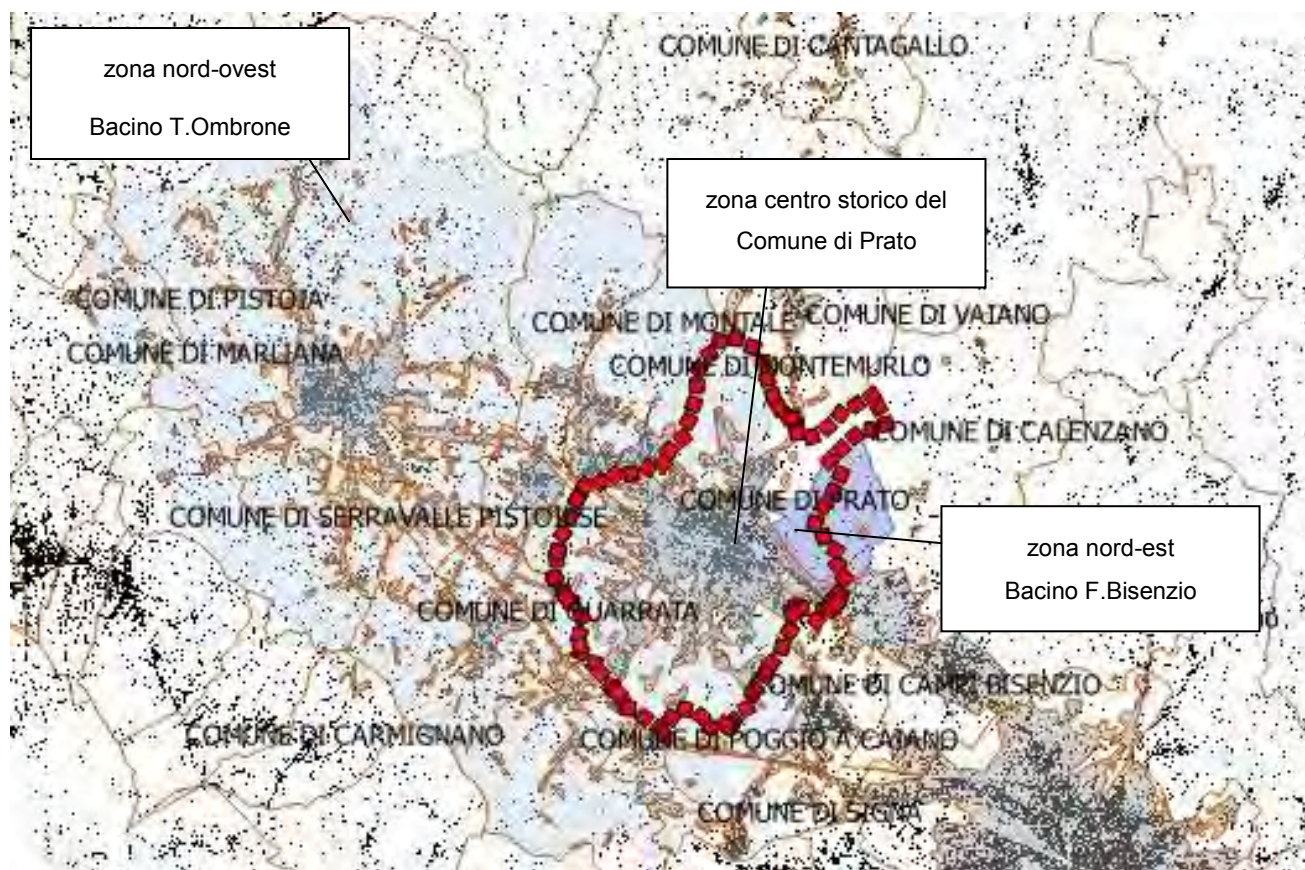 COMUNE DI CANTAGALLO
zona nord-ovest
Bacino T.Ombrone
zona centro storico del
Comune di Prato
COMUNE DI PISTOIA
COMUNE DI MONTALE
COMUNE DI VAIANO
COMUNE DI MARLIANA
COMUNE DI MONTEMURLO
COMUNE DI CALENZANO
COMUNE DI PRATO
COMUNE DI SERRAVALLE PISTOIESE
zona nord-est
Bacino F.Bisenzio
COMUNE DI QUARRATA
COMUNE DI CAMPI BISENZIO
COMUNE DI CARMIGNANO
COMUNE DI POGGIO A CAIANO
COMUNE DI SIGNA